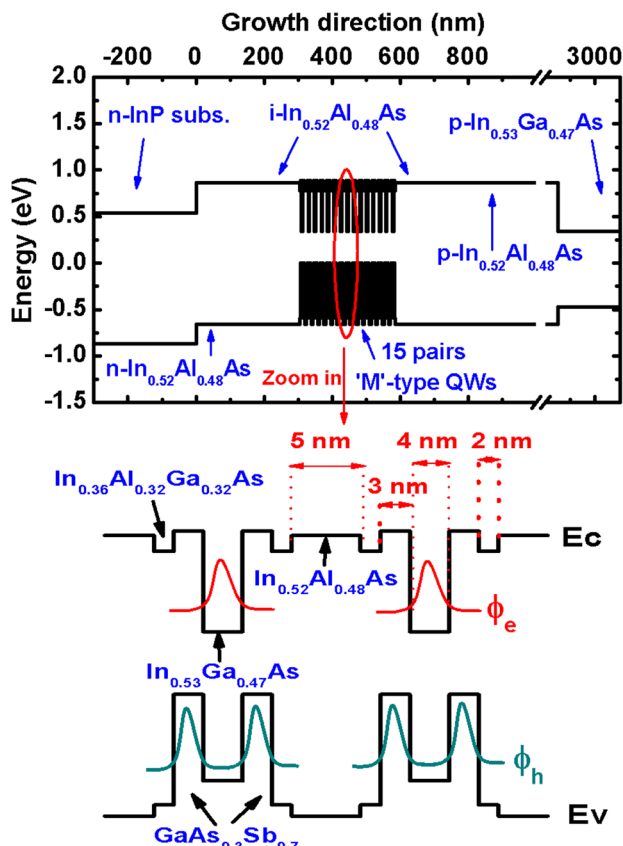 Growth direction (nm)
-200 0 200 400 600 800 3000
Energy (eV)
2.0
1.5
1.0
0.5
0.0
-0.5
-1.0
-1.5
n-InP subs.
i-In0.52Al0.48As
p-In0.53Ga0.47As
p-In0.52Al0.48As
n-In0.52Al0.48As
15 pairs
'M'-type QWs
Zoom in
5 nm
4 nm
2 nm
3 nm
In0.36Al0.32Ga0.32As
Ec
In0.52Al0.48As
ϕe
In0.53Ga0.47As
ϕh
Ev
GaAs0.3Sb0.7